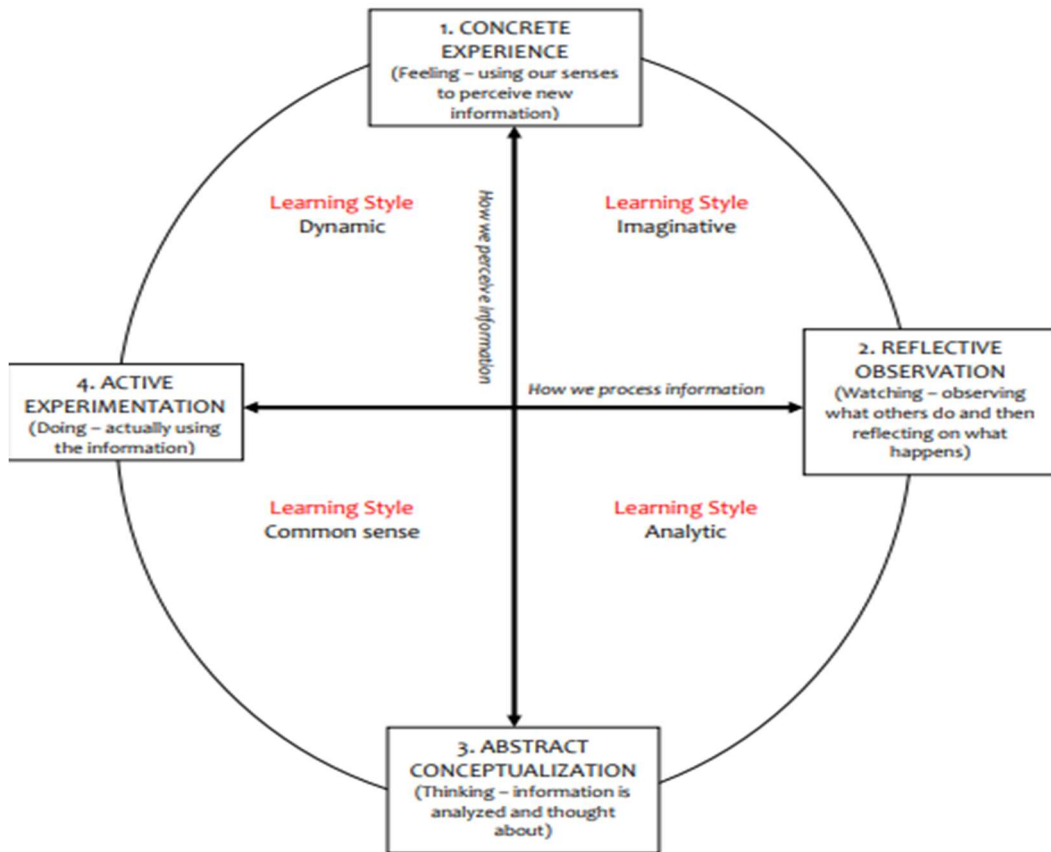 1. CONCRETE
EXPERIENCE
(Feeling – using our senses
to perceive new
information)
Learning Style
Dynamic
Learning Style
Imaginative
How we perceive information
2. REFLECTIVE
OBSERVATION
(Watching – observing
what others do and then
reflecting on what
happens)
4. ACTIVE
EXPERIMENTATION
(Doing – actually using
the information)
How we process information
Learning Style
Common sense
Learning Style
Analytic
3. ABSTRACT
CONCEPTUALIZATION
(Thinking – information is
analyzed and thought
about)